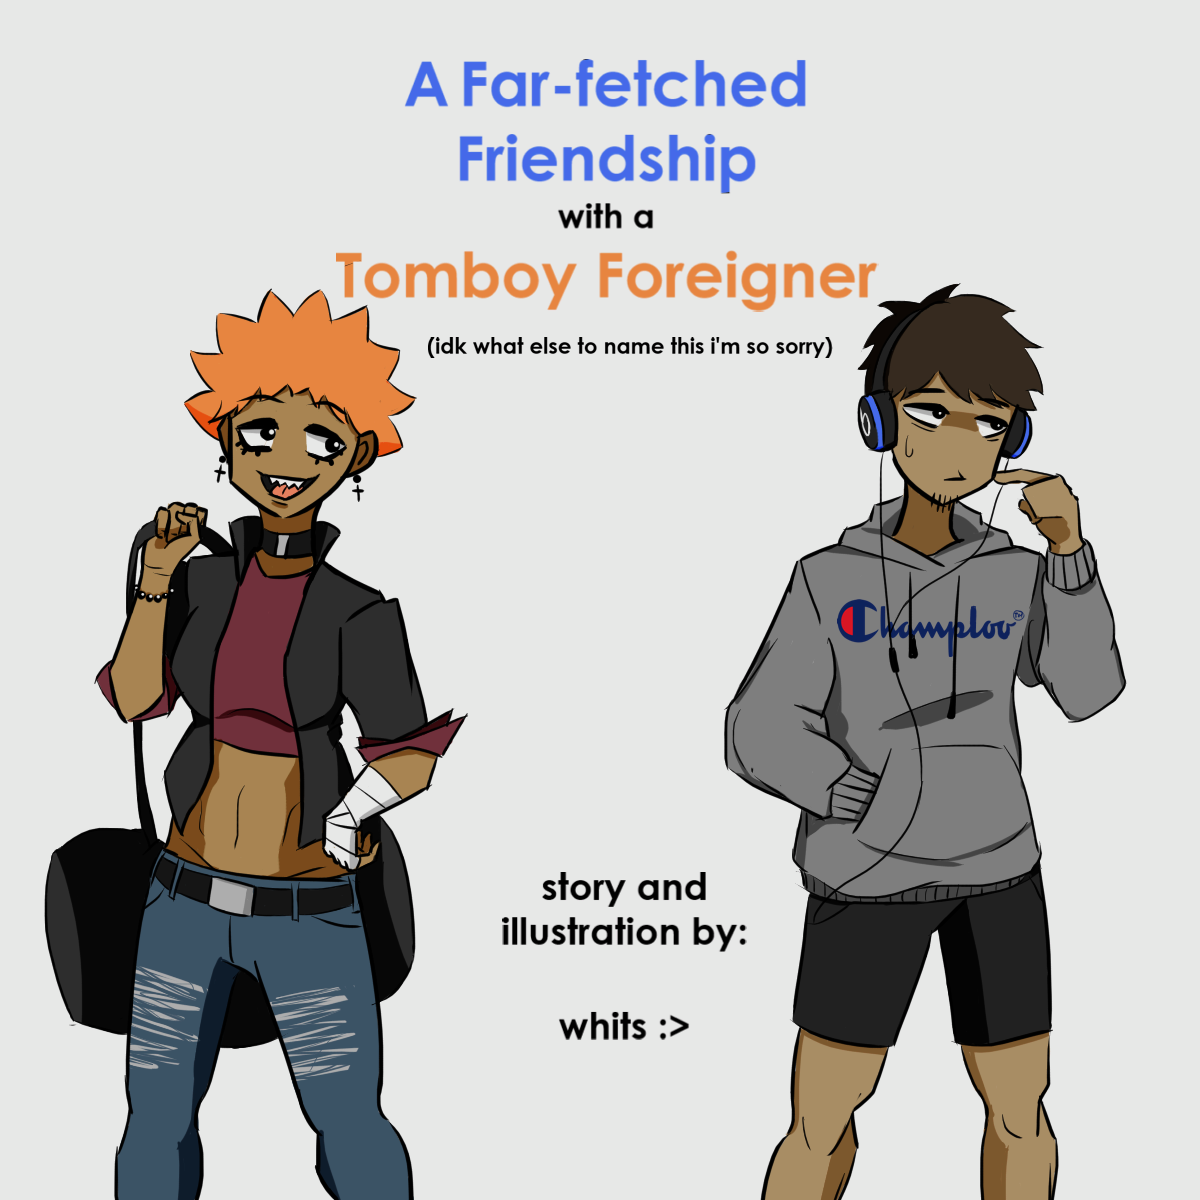 A Far-fetched
Friendship
with a
Tomboy Foreigner
(idk what else to name this i'm so sorry)
Champloo™
story and
illustration by:
whits :>